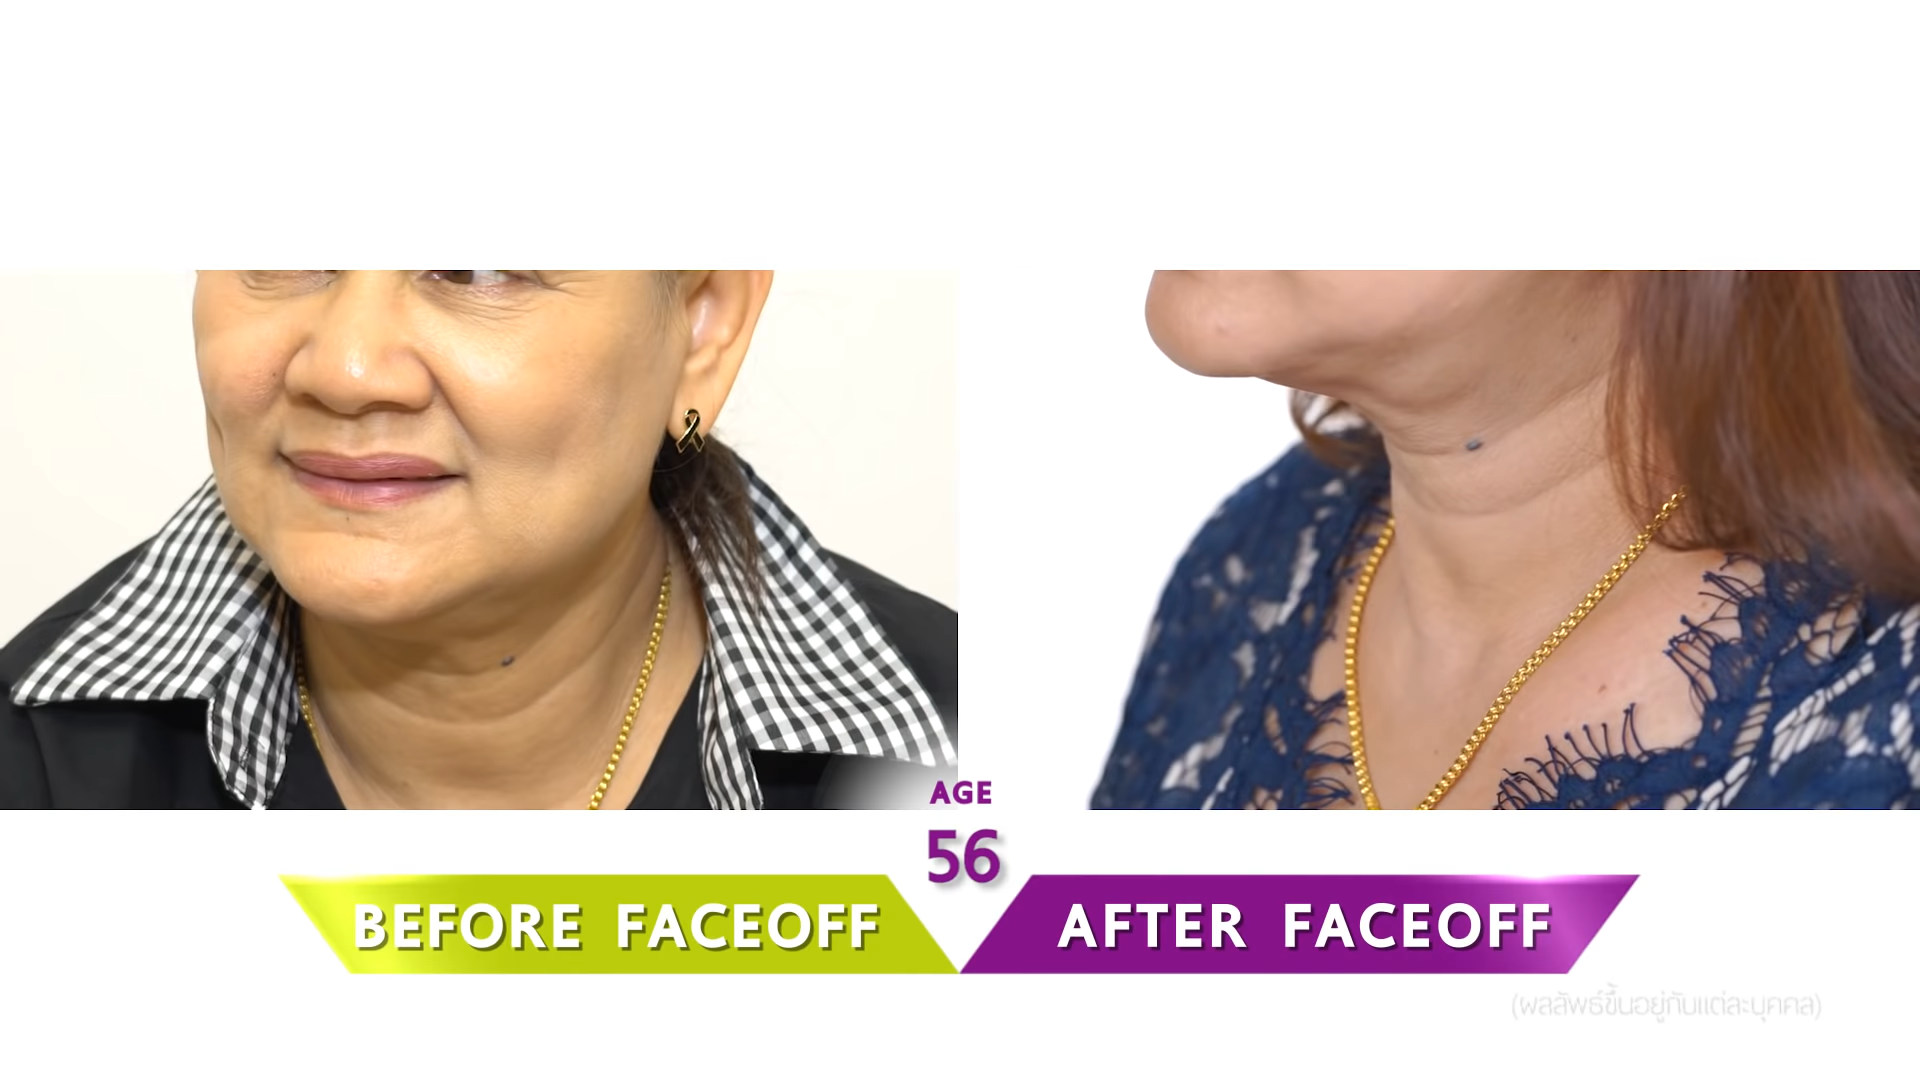 AGE
56
BEFORE FACEOFF
AFTER FACEOFF
(ผลลัพธ์ขึ้นอยู่กับแต่ละบุคคล)